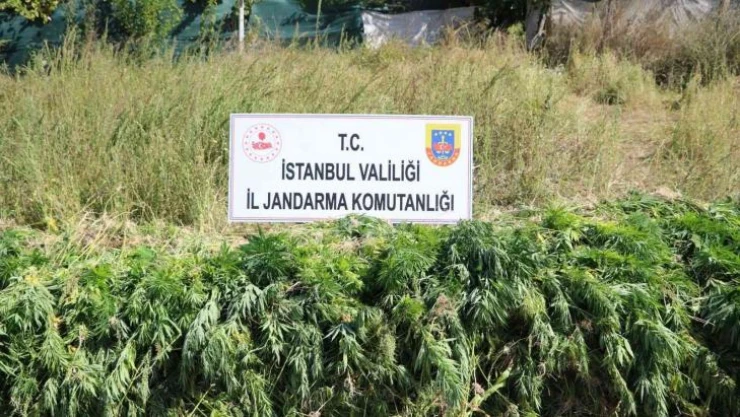 T.C.
İSTANBUL VALİLİĞİ
İL JANDARMA KOMUTANLIĞI